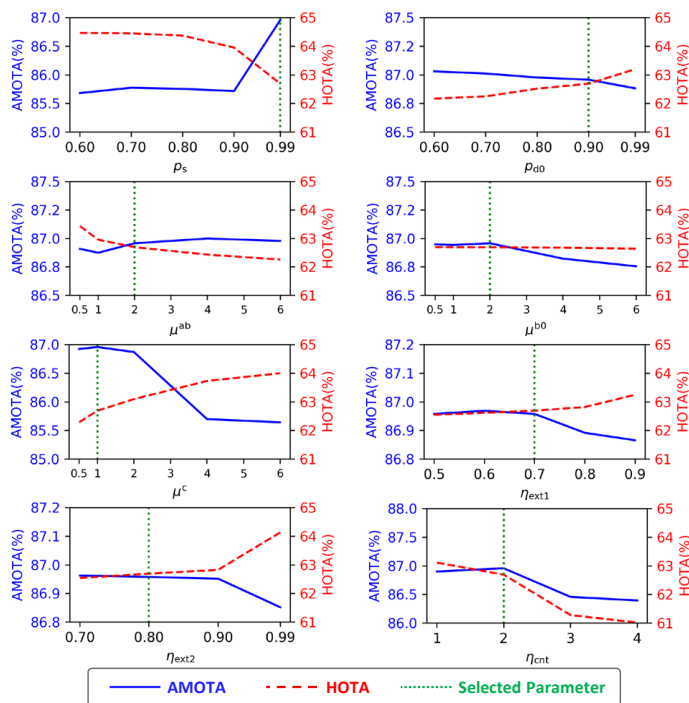 87.0
86.0
85.5
85.0
AMOTA(%)
65
64
63
62
61
HOTA(%)
0.60 0.70 0.80 0.90 0.99
p_s
87.5
87.2
87.0
86.8
86.5
AMOTA(%)
65
64
63
62
61
HOTA(%)
0.60 0.70 0.80 0.90 0.99
p_d0
87.5
87.2
87.0
86.8
86.5
AMOTA(%)
65
64
63
62
61
HOTA(%)
0.5 1 2 3 4 5 6
μ^ab
87.5
87.2
87.0
86.8
86.5
AMOTA(%)
65
64
63
62
61
HOTA(%)
0.5 1 2 3 4 5 6
μ^b0
87.0
86.0
85.5
85.0
AMOTA(%)
65
64
63
62
61
HOTA(%)
0.5 1 2 3 4 5 6
μ^c
87.2
87.1
87.0
86.9
86.8
AMOTA(%)
65
64
63
62
61
HOTA(%)
0.5 0.6 0.7 0.8 0.9
η_ext1
87.2
87.1
87.0
86.9
86.8
AMOTA(%)
65
64
63
62
61
HOTA(%)
0.70 0.80 0.90 0.99
η_ext2
88.0
87.5
87.0
86.5
86.0
AMOTA(%)
65
64
63
62
61
HOTA(%)
1 2 3 4
η_cnt
AMOTA HOTA Selected Parameter